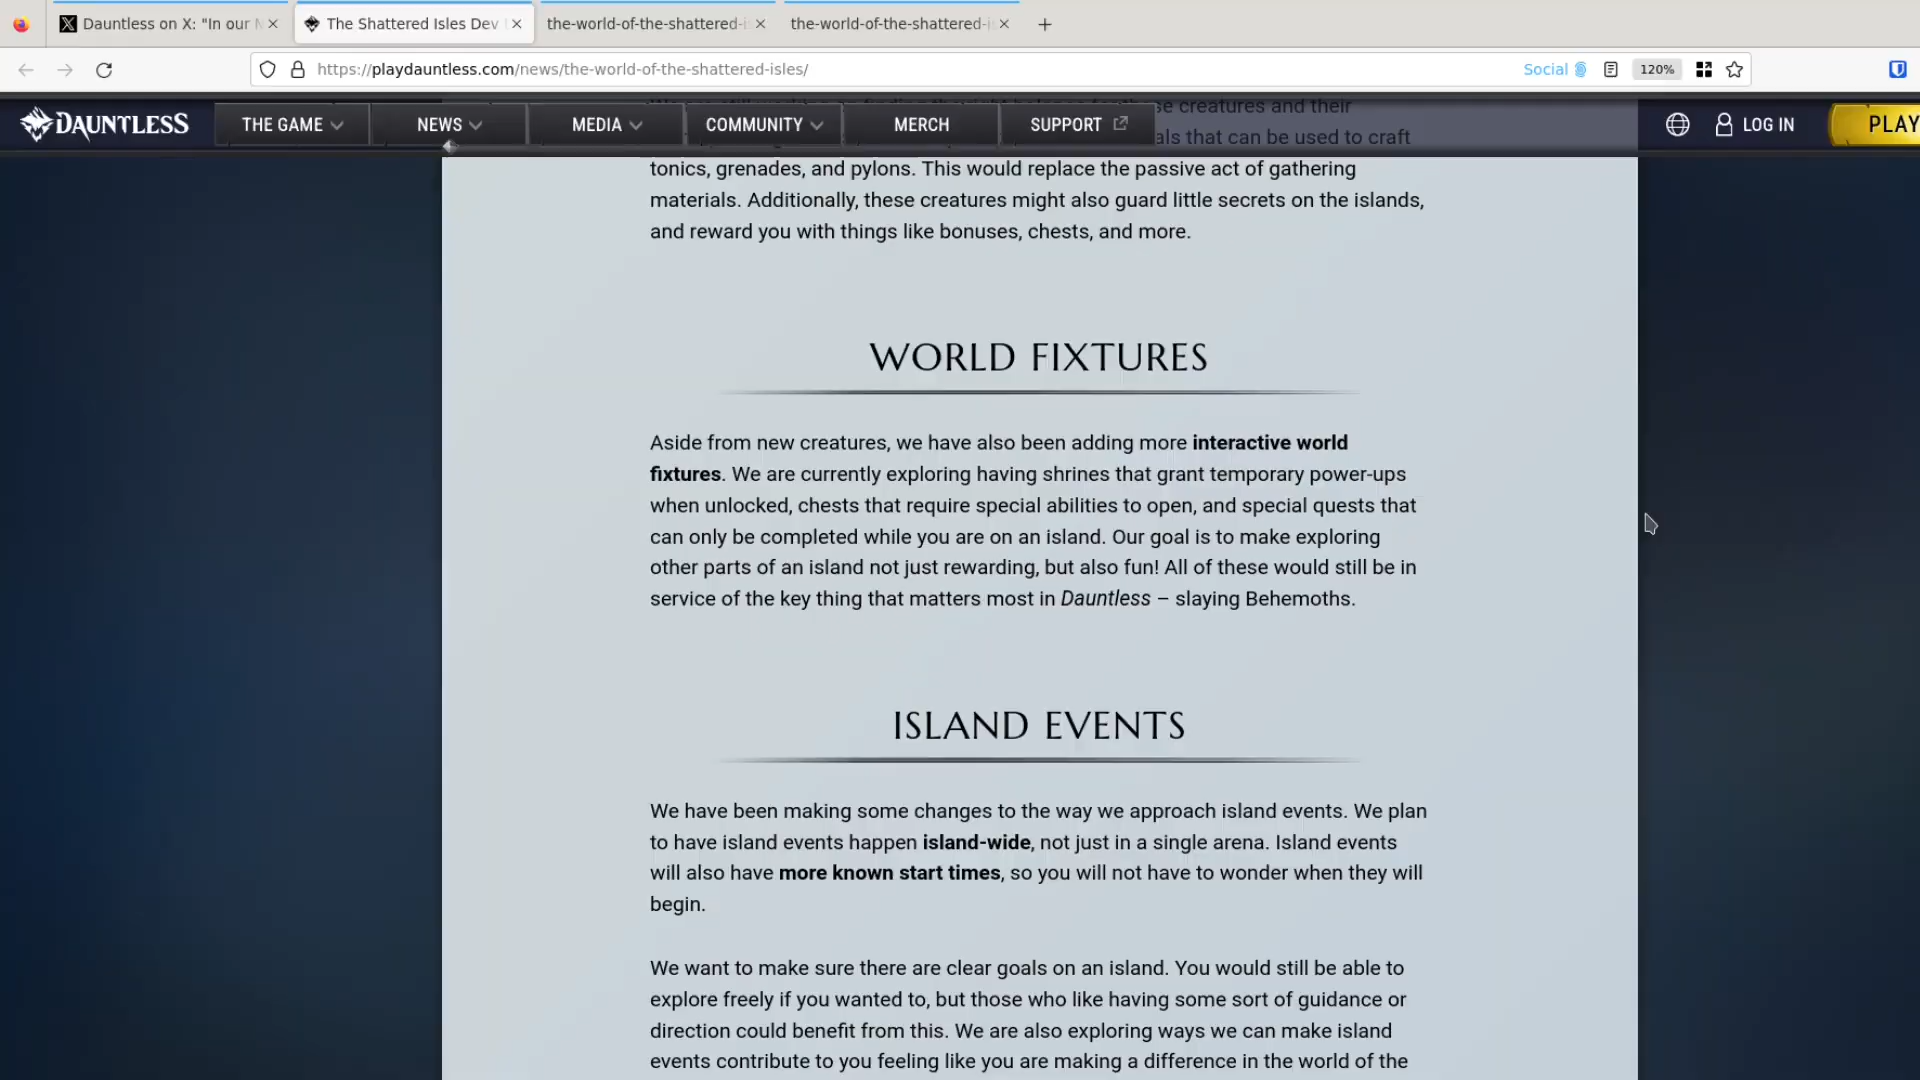 Dauntless on X: "In our
The Shattered Isles Dev
the-world-of-the-shattered-
the-world-of-the-shattered-
https://playdauntless.com/news/the-world-of-the-shattered-isles/
Social
120%
DAUNTLESS
THE GAME
NEWS
MEDIA
COMMUNITY
MERCH
SUPPORT
LOG IN
PLAY
se creatures and their
als that can be used to craft
tonics, grenades, and pylons. This would replace the passive act of gathering
materials. Additionally, these creatures might also guard little secrets on the islands,
and reward you with things like bonuses, chests, and more.
WORLD FIXTURES
Aside from new creatures, we have also been adding more interactive world
fixtures. We are currently exploring having shrines that grant temporary power-ups
when unlocked, chests that require special abilities to open, and special quests that
can only be completed while you are on an island. Our goal is to make exploring
other parts of an island not just rewarding, but also fun! All of these would still be in
service of the key thing that matters most in Dauntless – slaying Behemoths.
ISLAND EVENTS
We have been making some changes to the way we approach island events. We plan
to have island events happen island-wide, not just in a single arena. Island events
will also have more known start times, so you will not have to wonder when they will
begin.
We want to make sure there are clear goals on an island. You would still be able to
explore freely if you wanted to, but those who like having some sort of guidance or
direction could benefit from this. We are also exploring ways we can make island
events contribute to you feeling like you are making a difference in the world of the